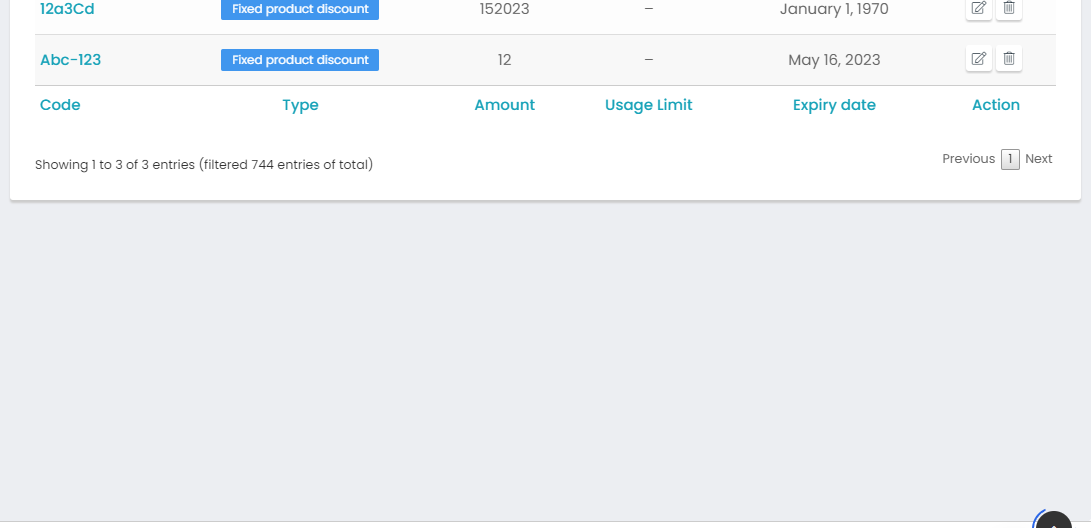 12a3Cd Fixed product discount 152023 – January 1, 1970
Abc-123 Fixed product discount 12 – May 16, 2023
Code Type Amount Usage Limit Expiry date Action
Showing 1 to 3 of 3 entries (filtered 744 entries of total)
Previous 1 Next